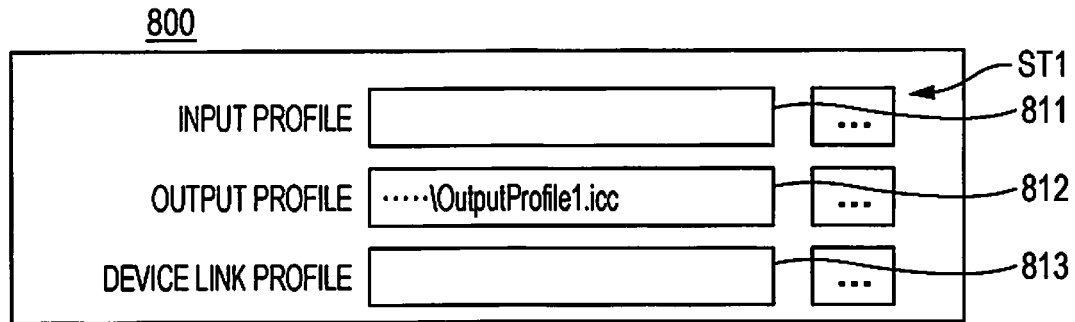 800
ST1
INPUT PROFILE ... 811
OUTPUT PROFILE .....\OutputProfile1.icc ... 812
DEVICE LINK PROFILE ... 813